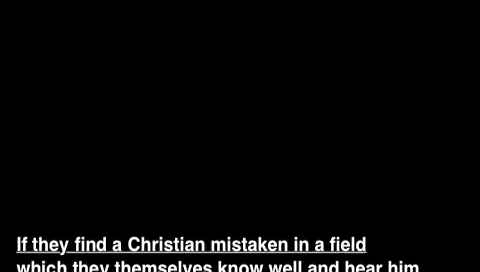 If they find a Christian mistaken in a field
which they themselves know well and hear him